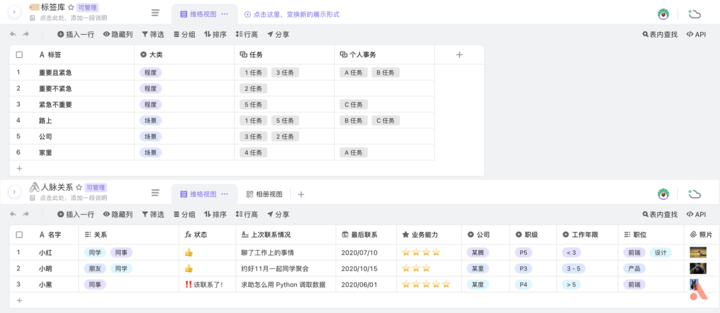 标签库 可管理
点击此处，添加一段说明
维格视图
点击这里，变换新的展示形式
插入一行 隐藏列 筛选 分组 排序 行高 分享 表内查找 API
标签 大类 任务 个人事务
1 重要且紧急 程度 1 任务 3 任务 A 任务 B 任务
2 重要不紧急 程度 2 任务
3 紧急不重要 程度 5 任务 C 任务
4 路上 场景 1 任务 5 任务 B 任务 C 任务
5 公司 场景 3 任务 2 任务
6 家里 场景 4 任务 A 任务
人脉关系 可管理
点击此处，添加一段说明
维格视图 相册视图
插入一行 隐藏列 筛选 分组 排序 行高 分享 表内查找 API
名字 关系 状态 上次联系情况 最后联系 业务能力 公司 职级 工作年限 职位 照片
1 小红 同学 同事 👍 聊了工作上的事情 2020/07/10 ⭐⭐⭐⭐ 某腾 P5 < 3 前端 设计
2 小明 朋友 同学 👍 约好11月一起同学聚会 2020/10/15 ⭐⭐⭐ 某里 P3 3 - 5 产品
3 小黑 同事 ‼️该联系了！ 求助怎么用 Python 调取数据 2020/06/01 ⭐⭐⭐⭐⭐ 某度 P4 > 5 前端